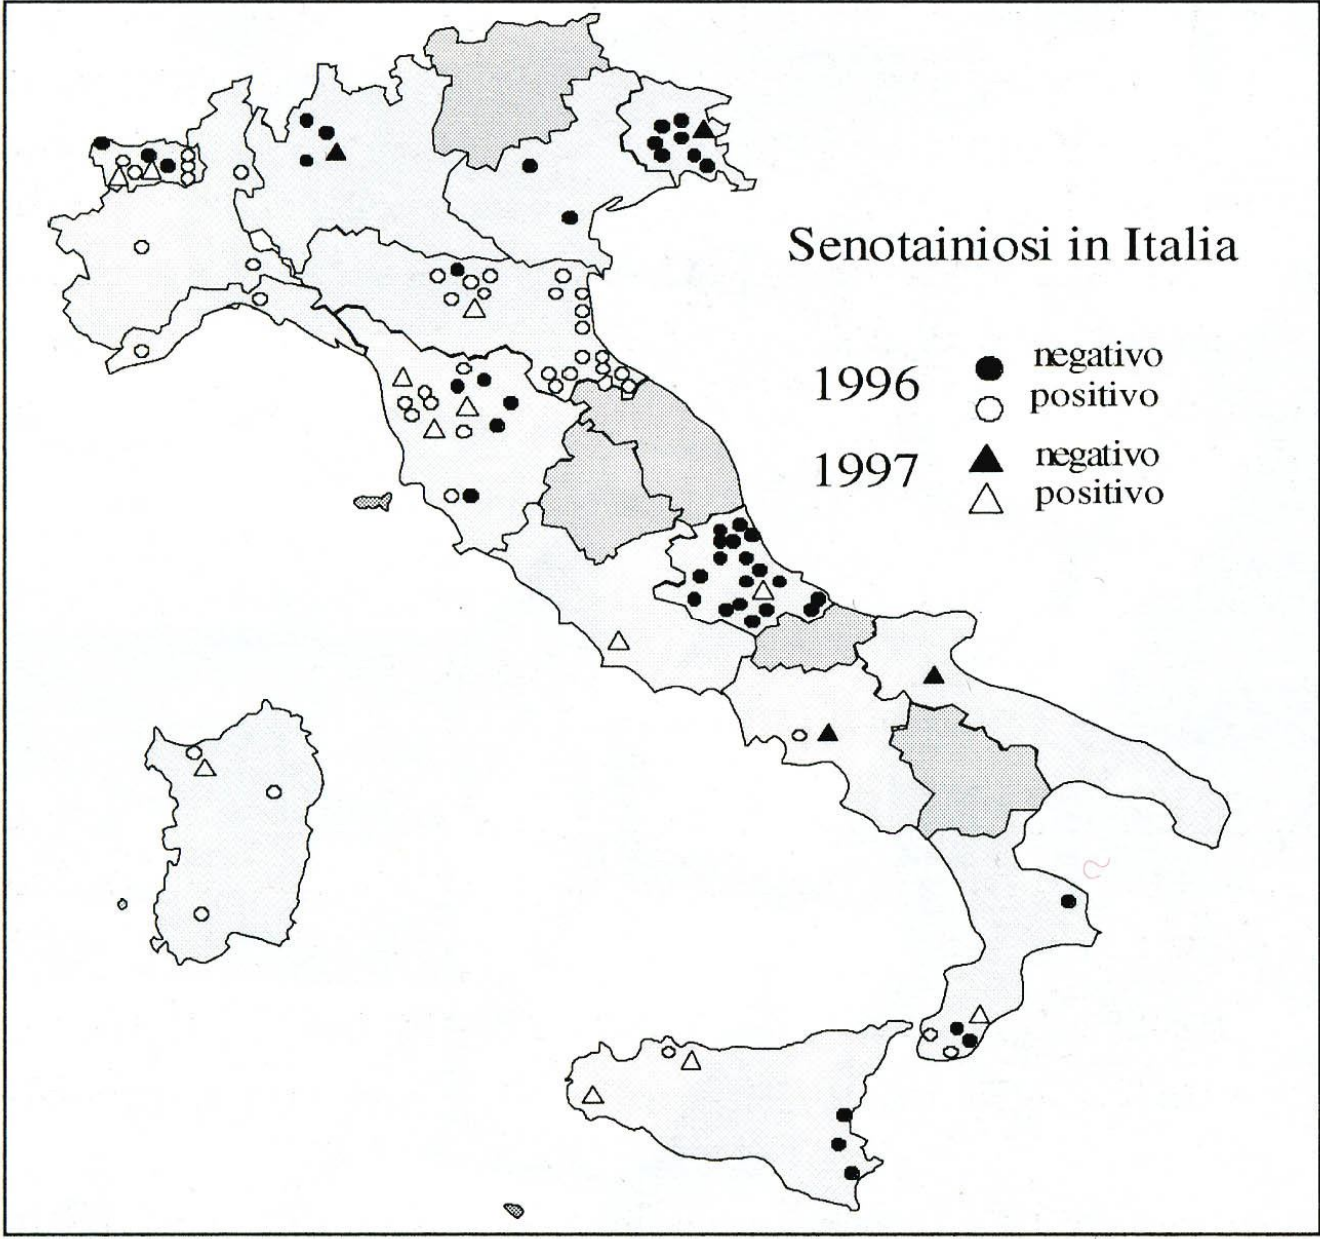 Senotainiosi in Italia
1996
negativo
positivo
1997
negativo
positivo